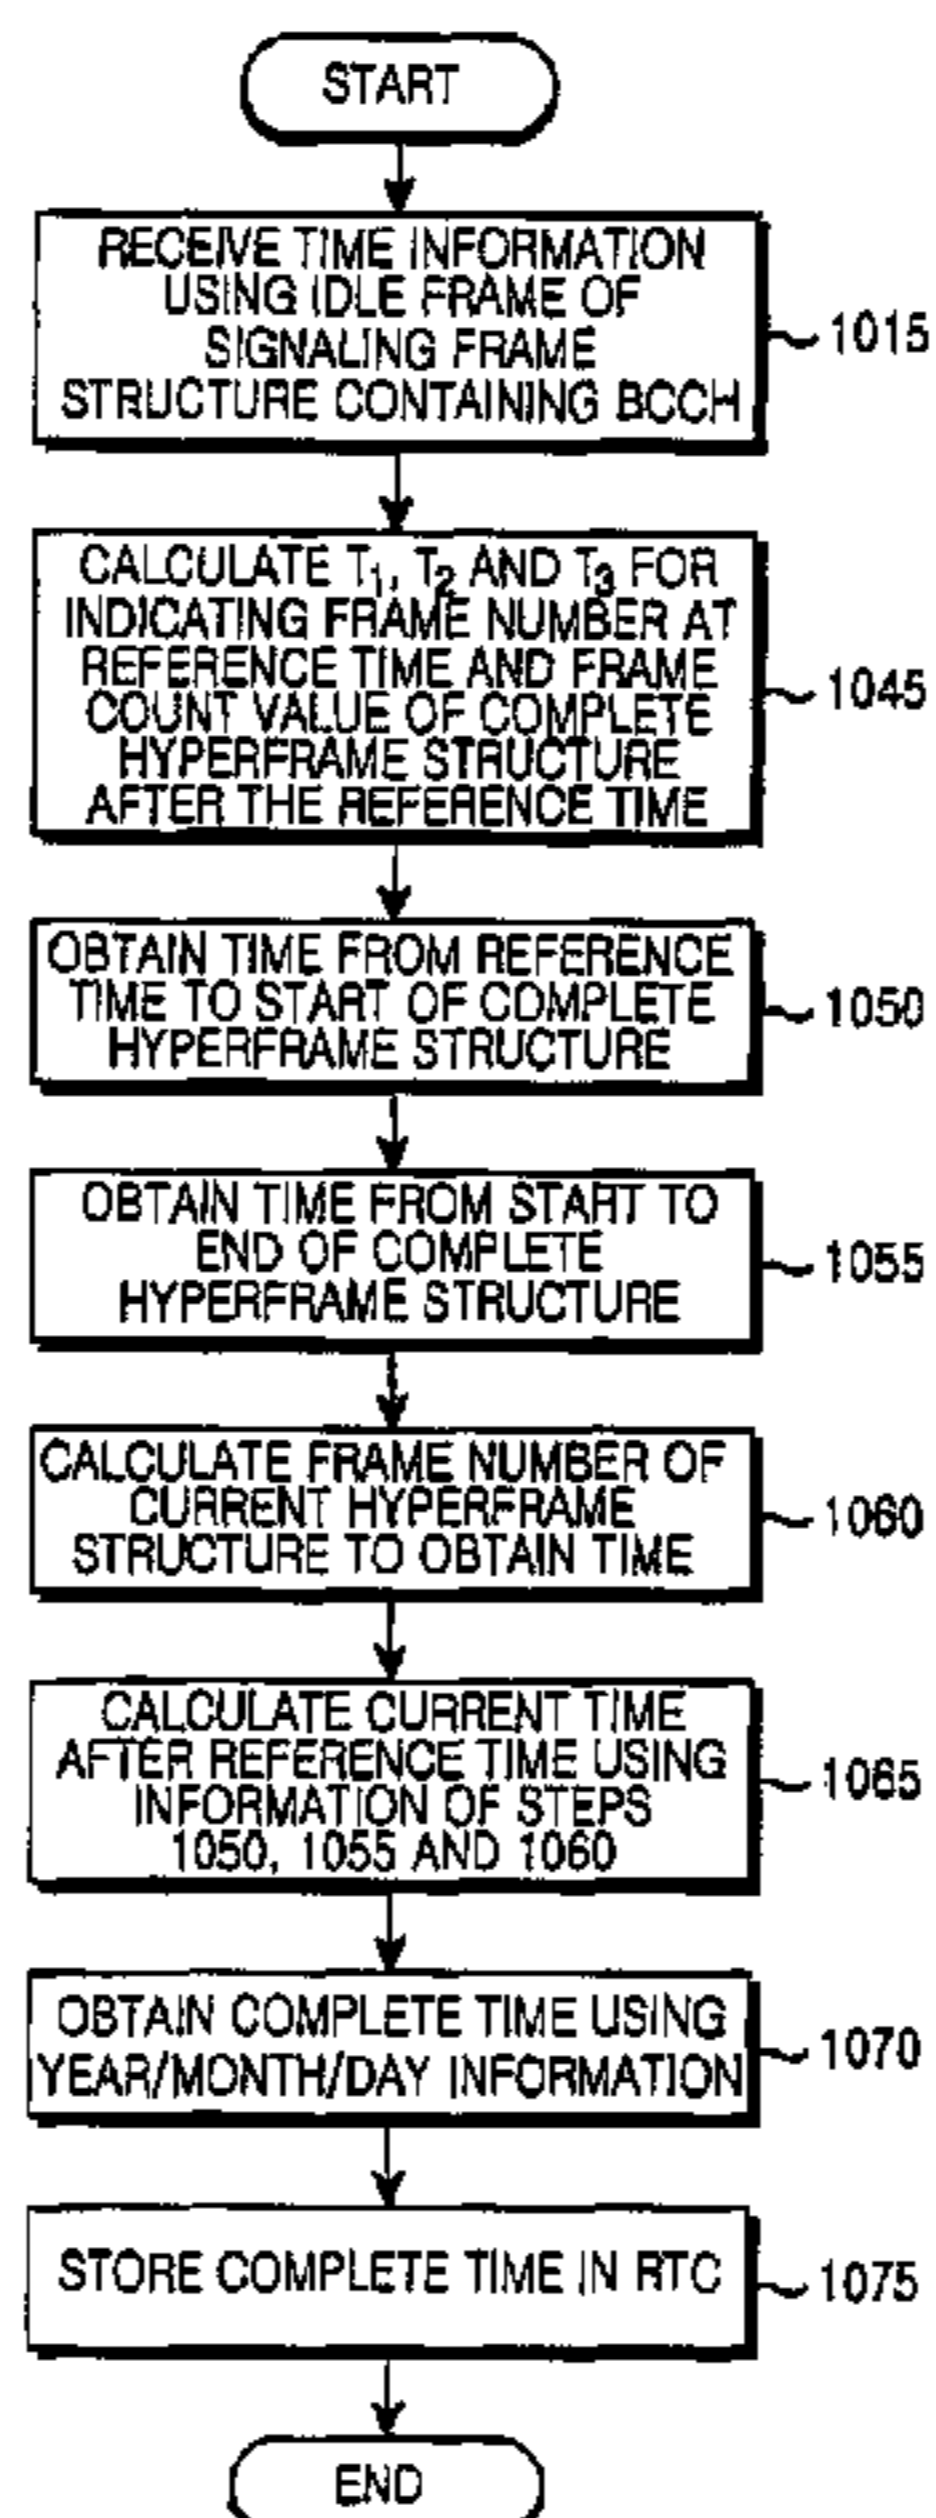 START
RECEIVE TIME INFORMATION
USING IDLE FRAME OF
SIGNALING FRAME
STRUCTURE CONTAINING BCCH
1015
CALCULATE T1, T2 AND T3 FOR
INDICATING FRAME NUMBER AT
REFERENCE TIME AND FRAME
COUNT VALUE OF COMPLETE
HYPERFRAME STRUCTURE
AFTER THE REFERENCE TIME
1045
OBTAIN TIME FROM REFERENCE
TIME TO START OF COMPLETE
HYPERFRAME STRUCTURE
1050
OBTAIN TIME FROM START TO
END OF COMPLETE
HYPERFRAME STRUCTURE
1055
CALCULATE FRAME NUMBER OF
CURRENT HYPERFRAME
STRUCTURE TO OBTAIN TIME
1060
CALCULATE CURRENT TIME
AFTER REFERENCE TIME USING
INFORMATION OF STEPS
1050, 1055 AND 1060
1065
OBTAIN COMPLETE TIME USING
YEAR/MONTH/DAY INFORMATION
1070
STORE COMPLETE TIME IN RTC
1075
END